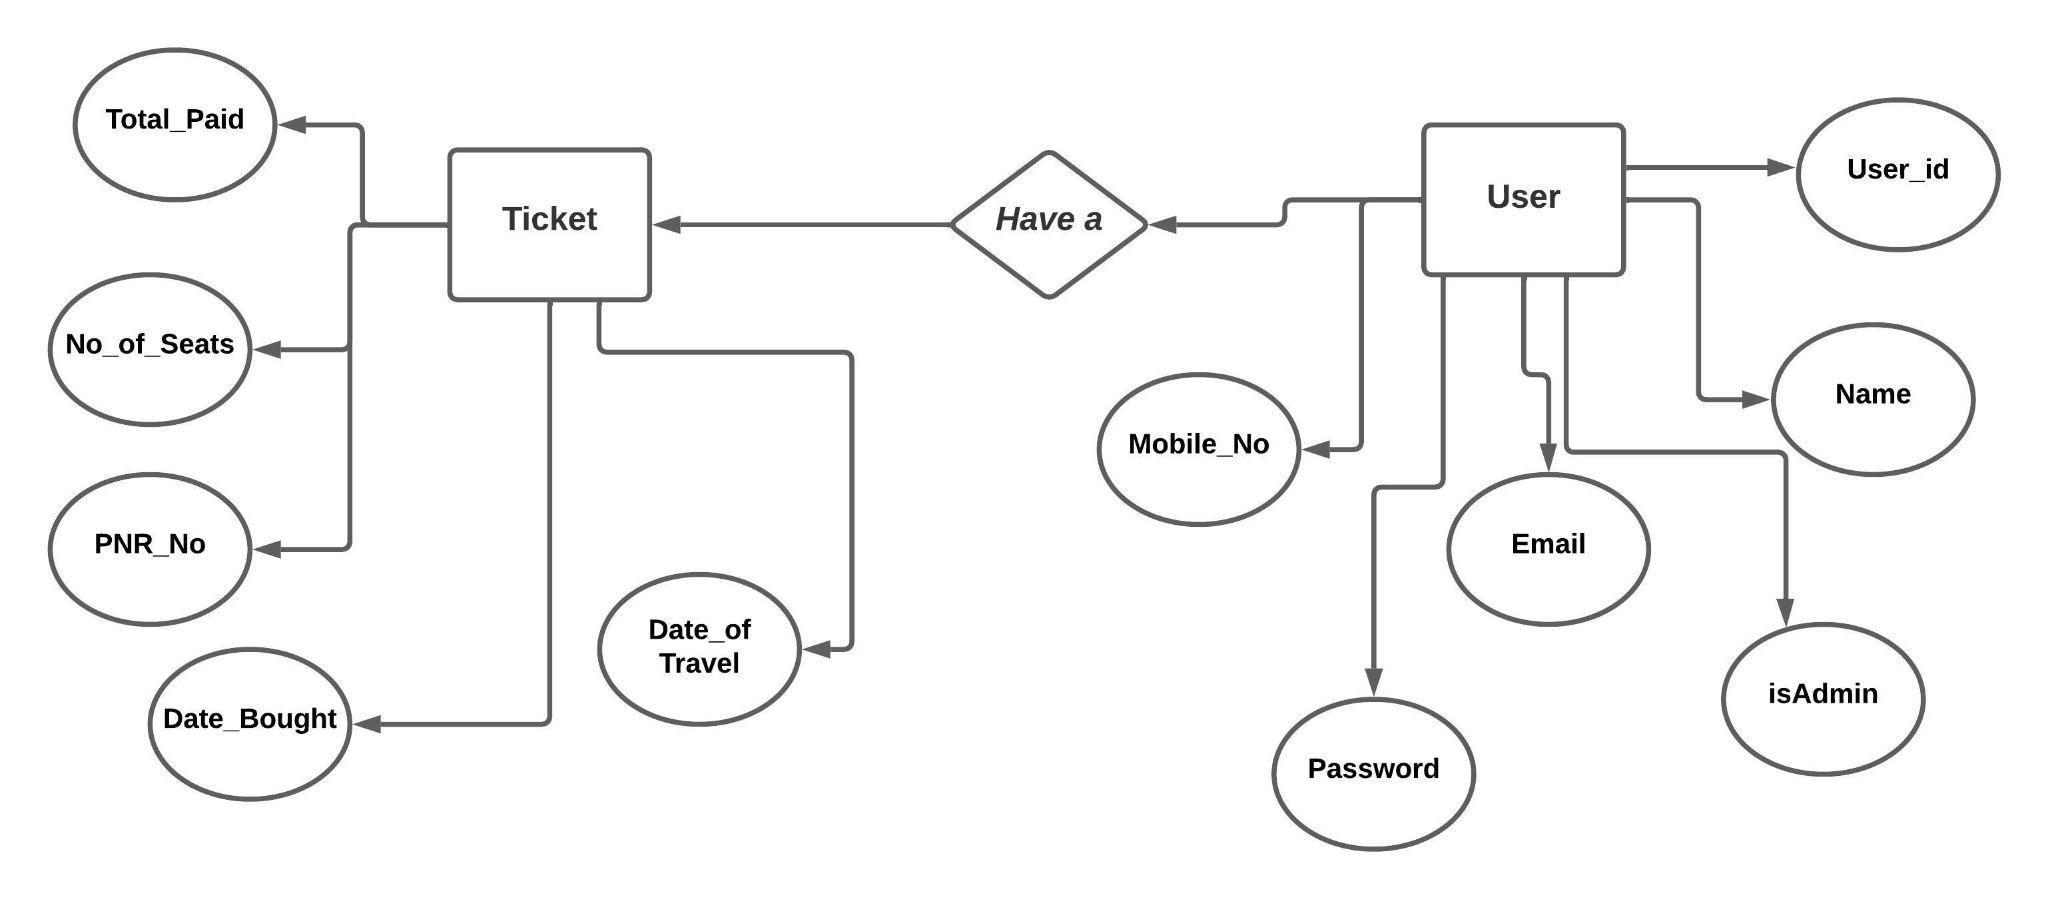 Total_Paid
Ticket
Have a
User
User_id
No_of_Seats
Name
Mobile_No
PNR_No
Email
Date_of
Travel
isAdmin
Date_Bought
Password